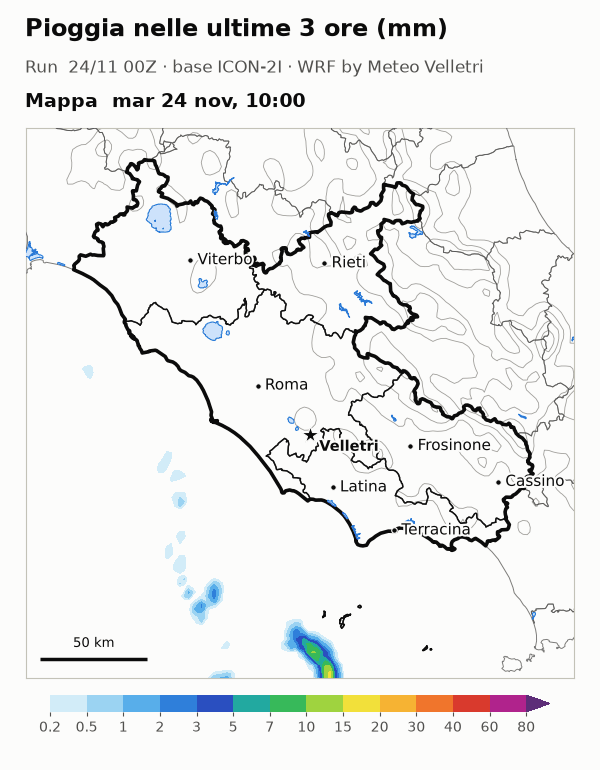 Pioggia nelle ultime 3 ore (mm)
Run  24/11 00Z · base ICON-2I · WRF by Meteo Velletri
Mappa  mar 24 nov, 10:00
Viterbo
Rieti
Roma
Velletri
Frosinone
Latina
Cassino
Terracina
50 km
0.2 0.5 1 2 3 5 7 10 15 20 30 40 60 80